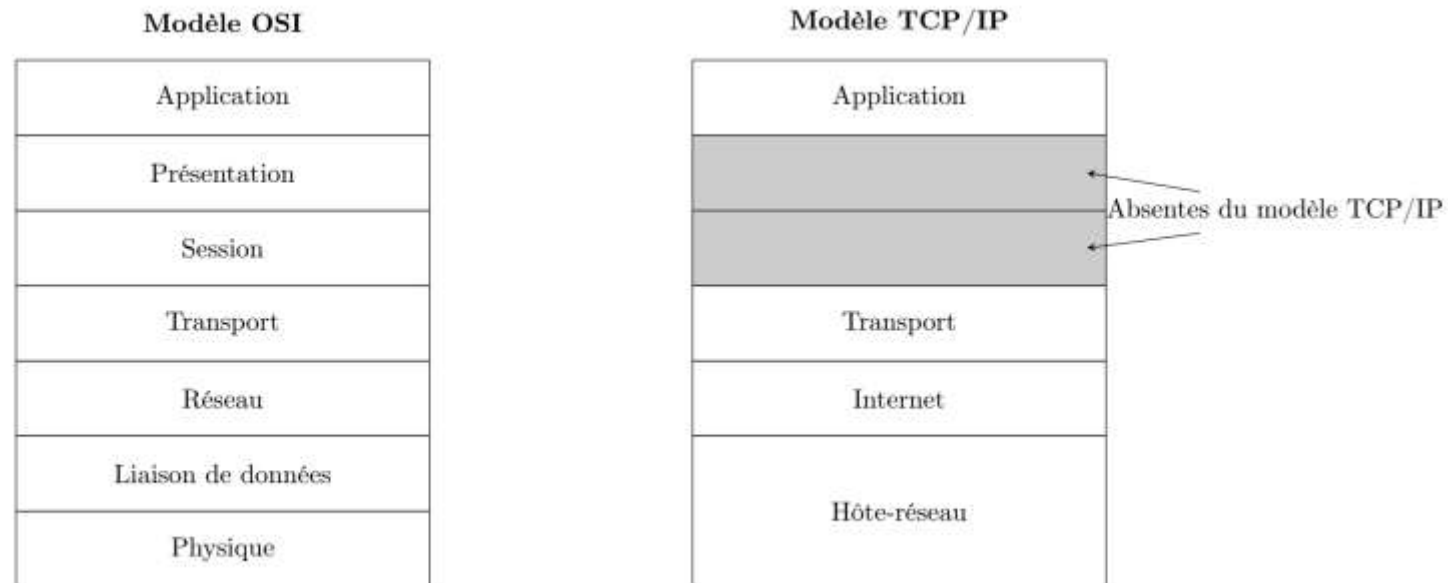 Modèle OSI
Application
Présentation
Session
Transport
Réseau
Liaison de données
Physique
Modèle TCP/IP
Application
Absentes du modèle TCP/IP
Transport
Internet
Hôte-réseau